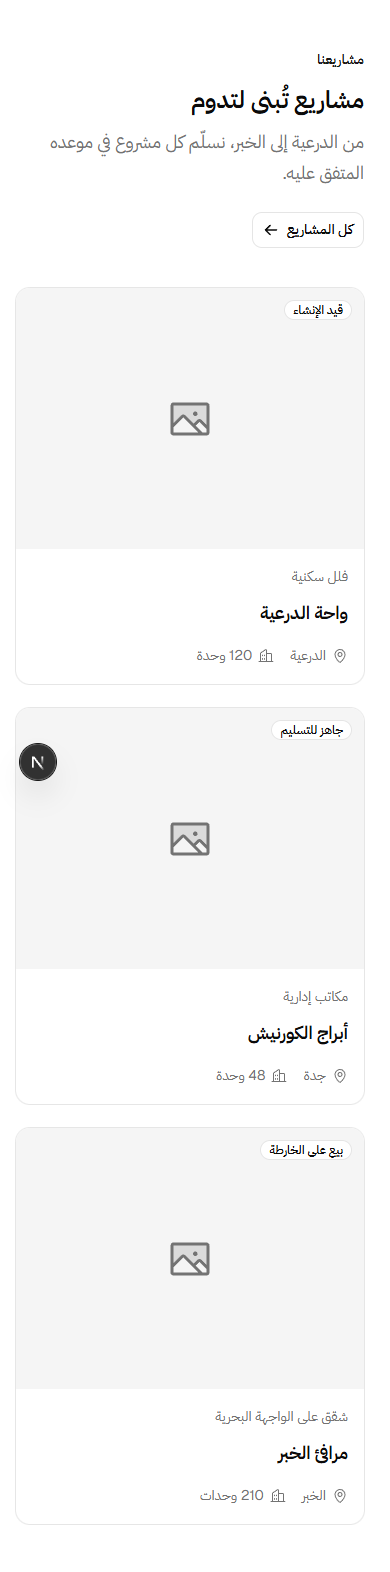 مشاريعنا
مشاريع تُبنى لتدوم
من الدرعية إلى الخبر، نسلّم كل مشروع في موعده
المتفق عليه.
كل المشاريع
قيد الإنشاء
فلل سكنية
واحة الدرعية
الدرعية 120 وحدة
جاهز للتسليم
N
مكاتب إدارية
أبراج الكورنيش
جدة 48 وحدة
بيع على الخارطة
شقق على الواجهة البحرية
مرافئ الخبر
الخبر 210 وحدات